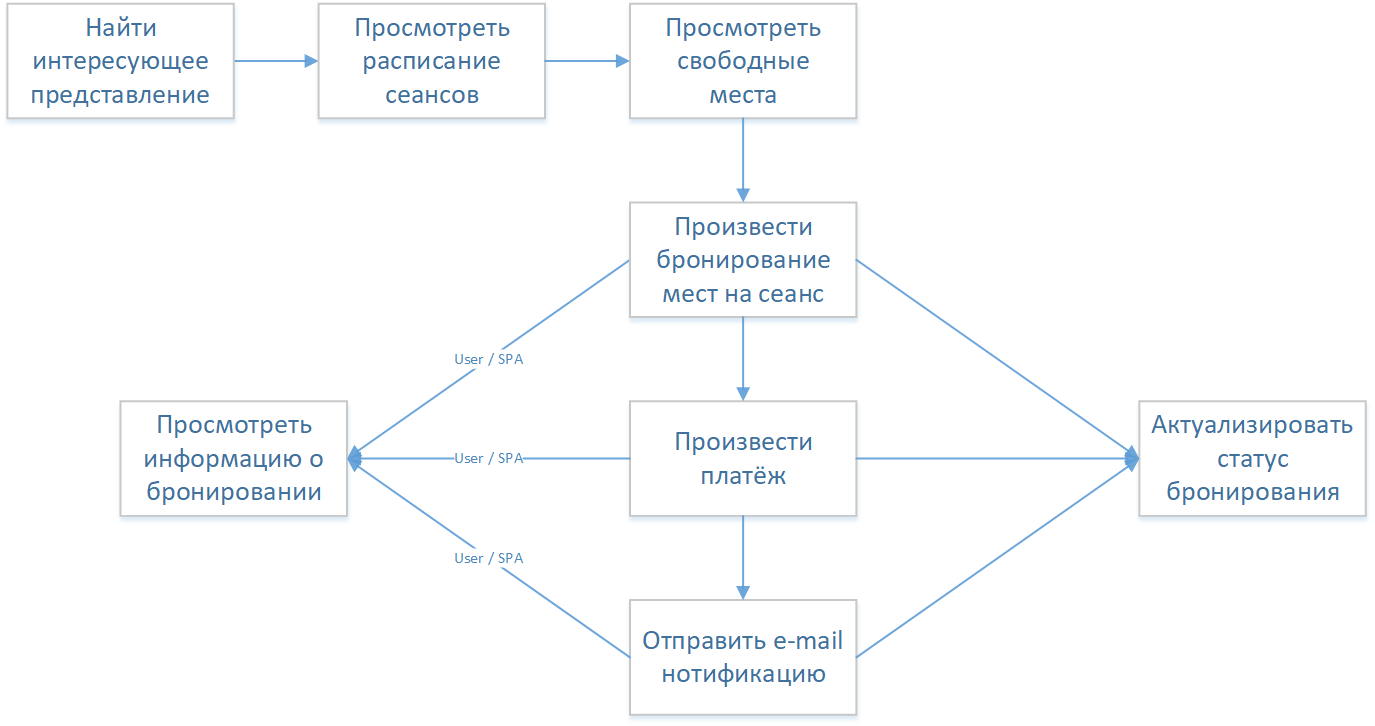 Найти
интересующее
представление
Просмотреть
расписание
сеансов
Просмотреть
свободные
места
Произвести
бронирование
мест на сеанс
User / SPA
Просмотреть
информацию о
бронировании
User / SPA
Произвести
платёж
Актуализировать
статус
бронирования
User / SPA
Отправить e-mail
нотификацию